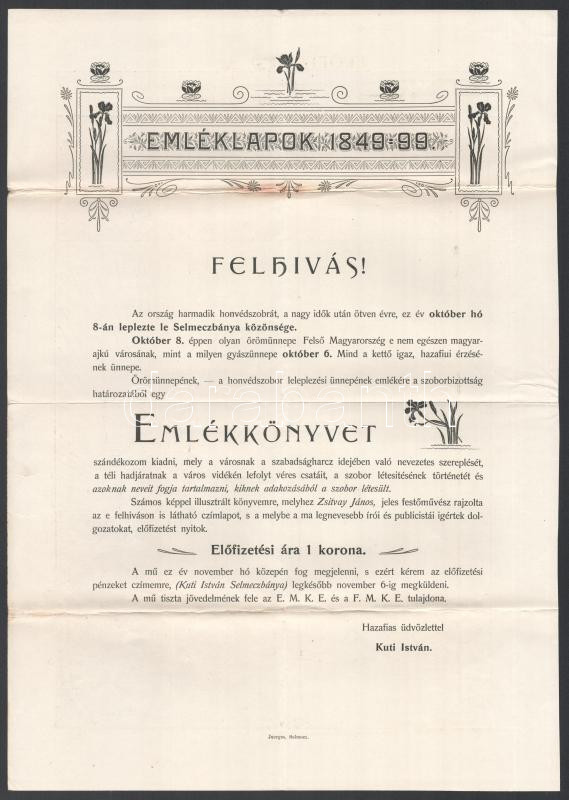 EMLÉKLAPOK 1849-99.
FELHIVÁS!
Az ország harmadik honvédszobrát, a nagy idők után ötven évre, ez év október hó
8-án leplezte le Selmeczbánya közönsége.
Október 8. éppen olyan örömünnepe Felső Magyarorszég e nem egészen magyar-
ajkú városának, mint a milyen gyászünnepe október 6. Mind a kettő igaz, hazafiui érzésé-
nek ünnepe.
Örömünnepének, — a honvédszobor leleplezési ünnepének emlékére a szoborbizottság
határozatából egy
EMLÉKKÖNYVET
szándékozom kiadni, mely a városnak a szabadságharcz idejében való nevezetes szereplését,
a téli hadjáratnak a város vidékén lefolyt véres csatáit, a szobor létesitésének történetét és
azoknak neveit fogja tartalmazni, kiknek adakozásából a szobor létesült.
Számos képpel illusztrált könyvemre, melyhez Zsitvay János, jeles festőművész rajzolta
az e felhiváson is látható czímlapot, s a melybe a ma legnevesebb írói és publicistái igértek dol-
gozatokat, előfizetést nyitok.
Előfizetési ára 1 korona.
A mű ez év november hó közepén fog megjelenni, s ezért kérem az előfizetési
pénzeket czímemre, (Kuti István Selmeczbánya) legkésőbb november 6-ig megküldeni.
A mű tiszta jövedelmének fele az E. M. K. E. és a F. M. K. E. tulajdona.
Hazafias üdvözlettel
Kuti István.
Joerges, Selmecz.